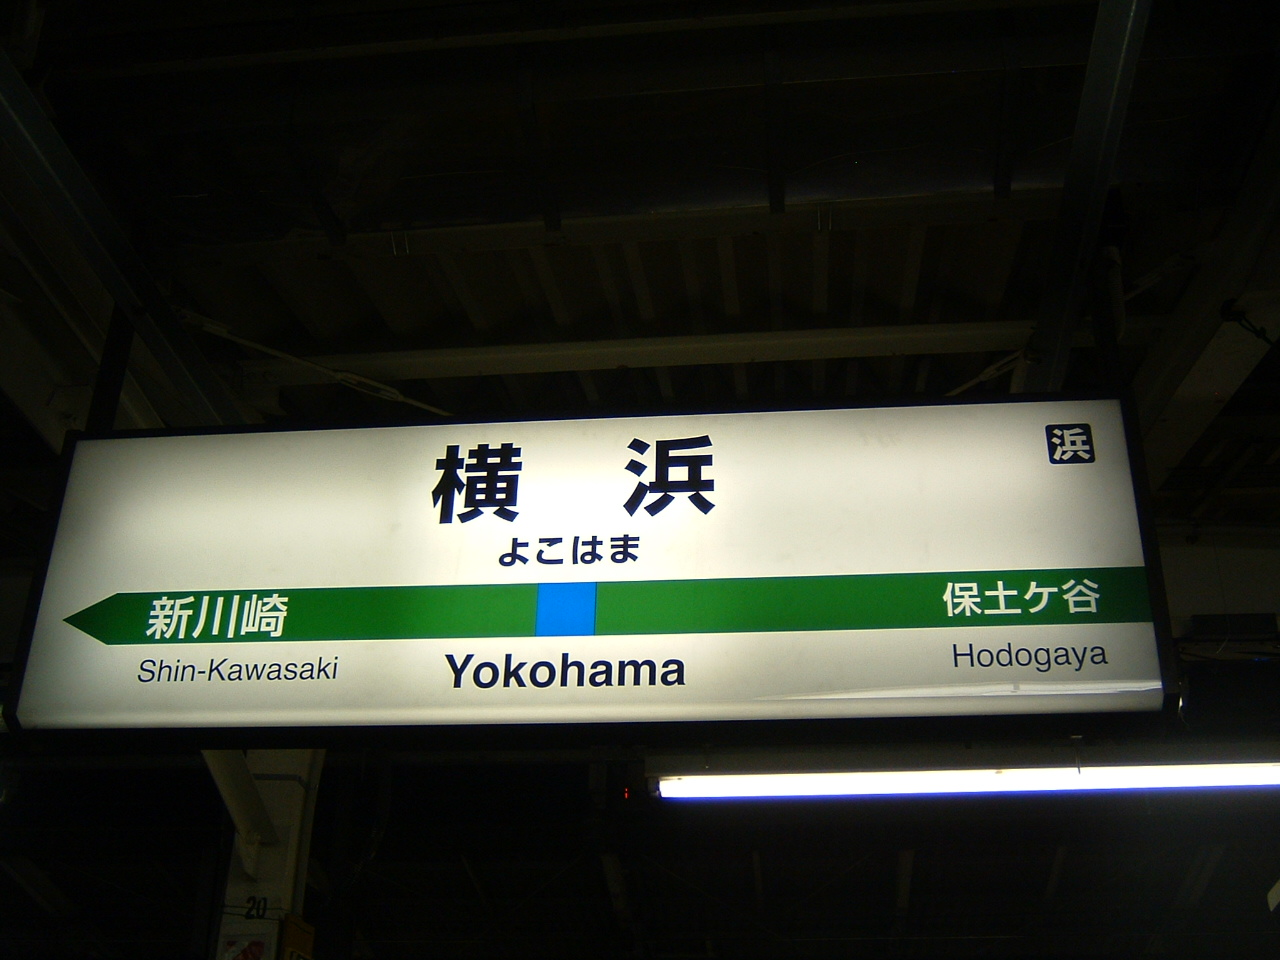 横 浜
浜
よこはま
新川崎
保土ケ谷
Shin-Kawasaki
Yokohama
Hodogaya
20